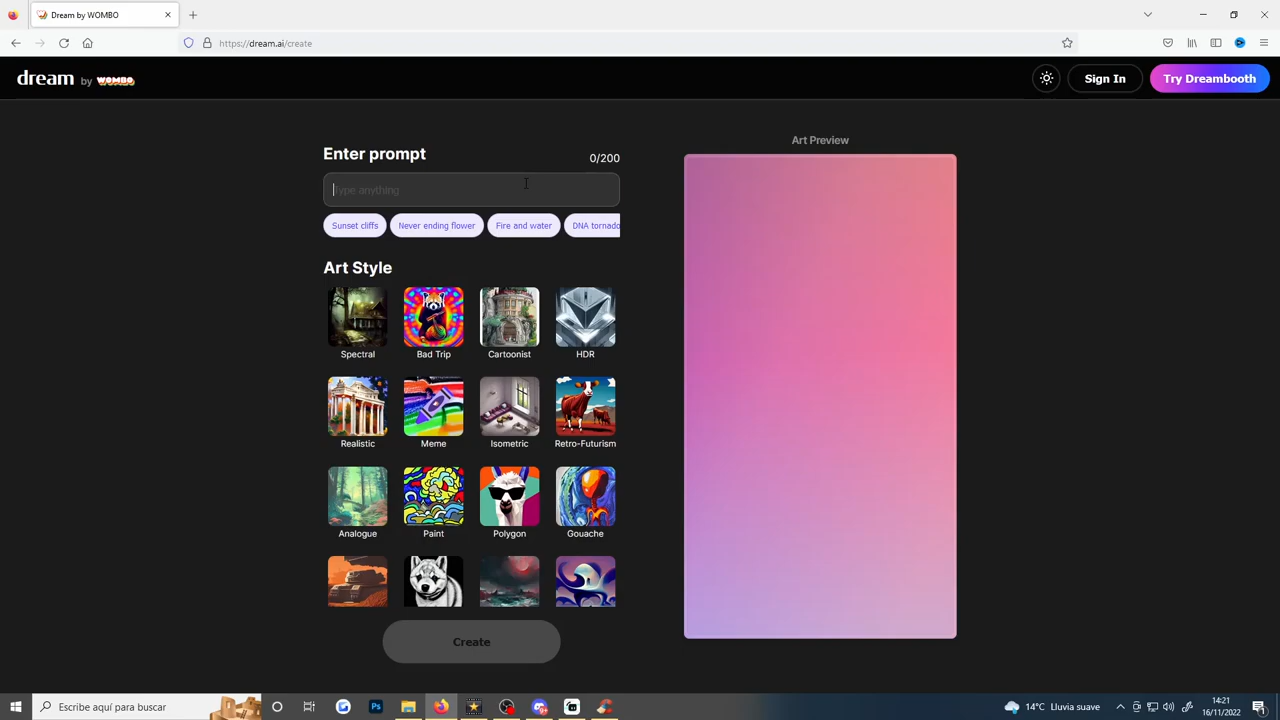 Dream by WOMBO
https://dream.ai/create
dream by WOMBO
Sign In
Try Dreambooth
Enter prompt
0/200
Type anything
Sunset cliffs
Never ending flower
Fire and water
DNA tornado
Art Style
Spectral
Bad Trip
Cartoonist
HDR
Realistic
Meme
Isometric
Retro-Futurism
Analogue
Paint
Polygon
Gouache
Create
Art Preview
Escribe aquí para buscar
Ps
14°C Lluvia suave
14:21
16/11/2022